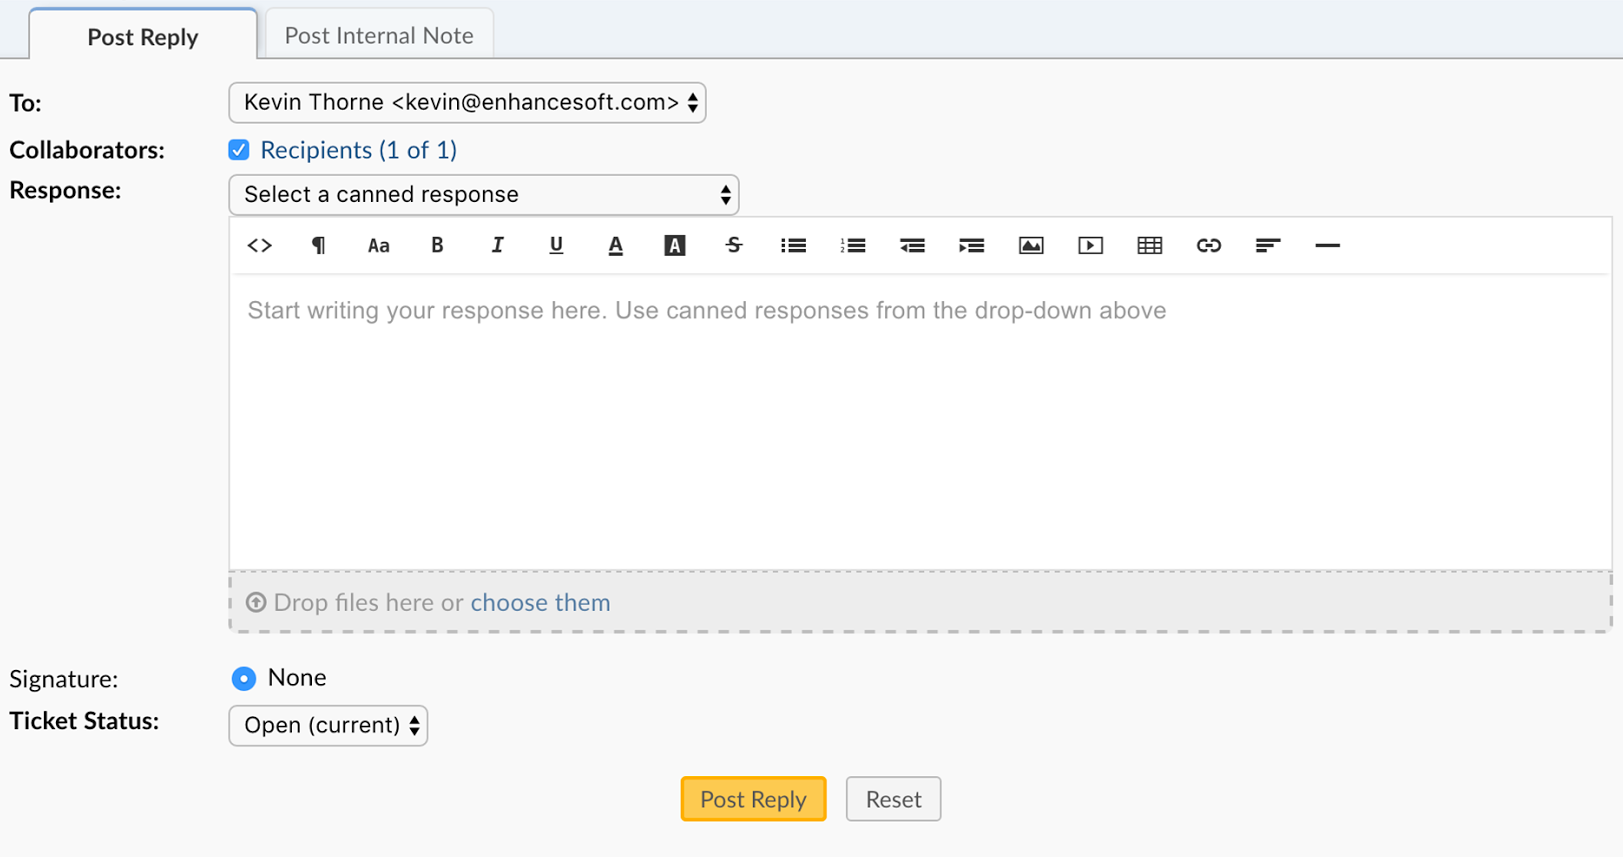 Post Reply
Post Internal Note
To:
Kevin Thorne <kevin@enhancesoft.com>
Collaborators:
Recipients (1 of 1)
Response:
Select a canned response
<> ¶ Aa B I U A A S
Start writing your response here. Use canned responses from the drop-down above
Drop files here or choose them
Signature:
None
Ticket Status:
Open (current)
Post Reply
Reset